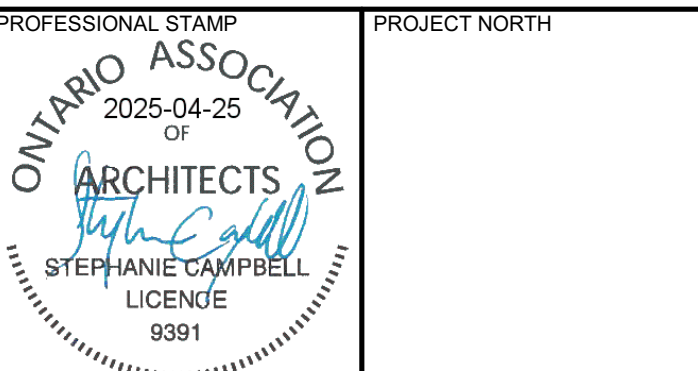 PROFESSIONAL STAMP
PROJECT NORTH
ONTARIO ASSOCIATION
2025-04-25
OF
ARCHITECTS
STEPHANIE CAMPBELL
LICENCE
9391